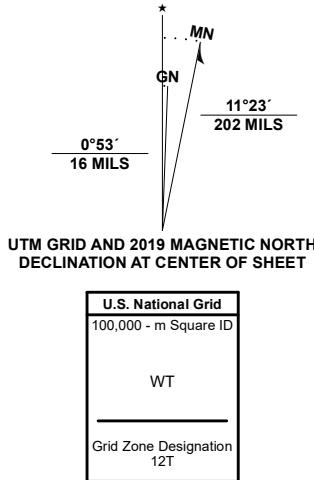 ★
MN
GN
11°23´
202 MILS
0°53´
16 MILS
UTM GRID AND 2019 MAGNETIC NORTH
DECLINATION AT CENTER OF SHEET
U.S. National Grid
100,000 - m Square ID
WT
Grid Zone Designation
12T